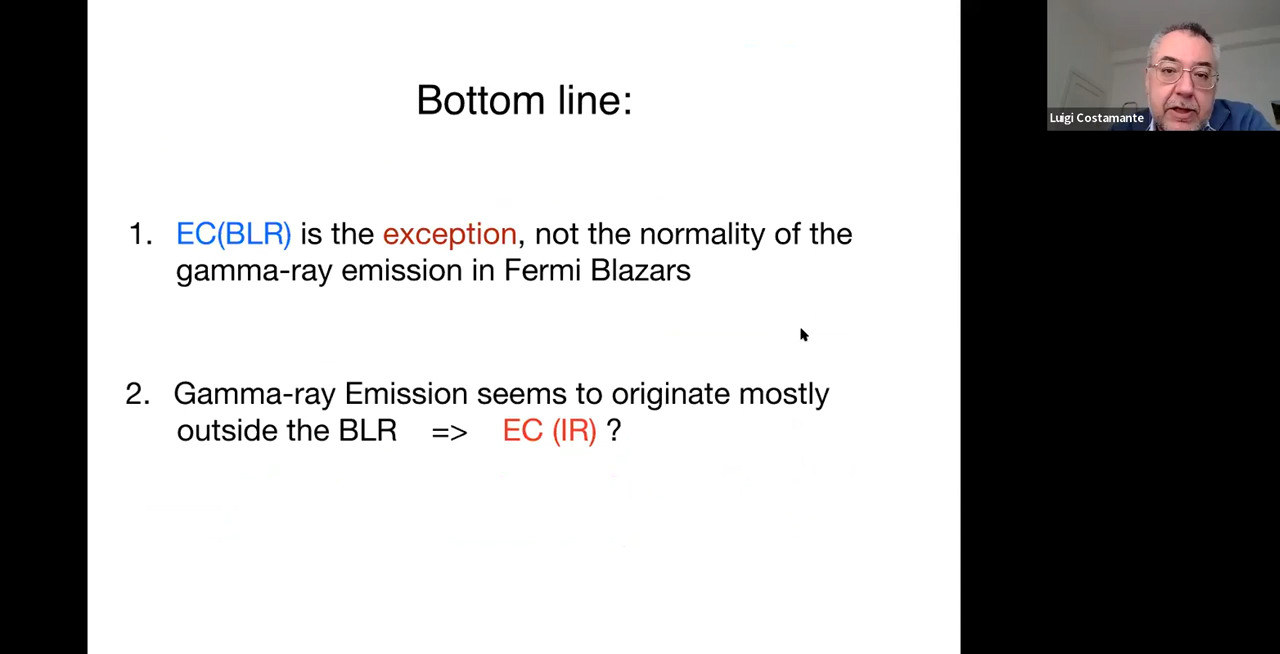 Bottom line:
Luigi Costamante
1. EC(BLR) is the exception, not the normality of the
gamma-ray emission in Fermi Blazars
2. Gamma-ray Emission seems to originate mostly
outside the BLR => EC (IR) ?